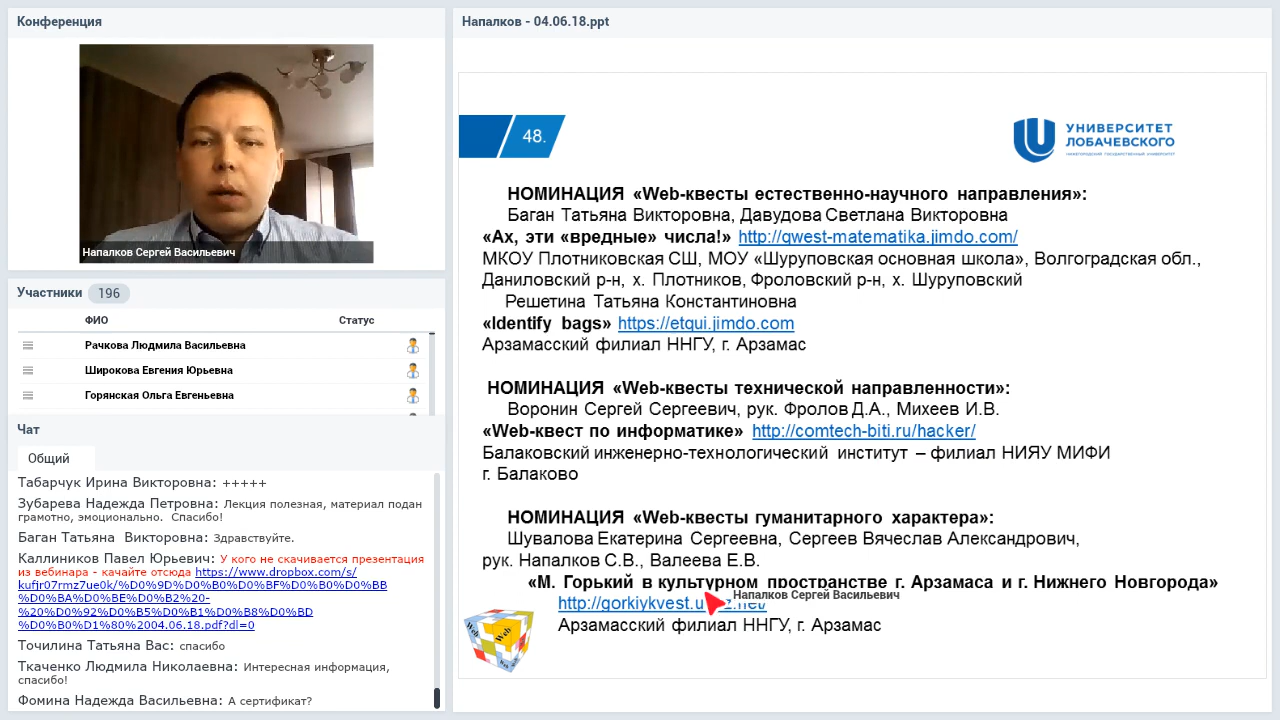 Конференция
Напалков Сергей Васильевич
Участники 196
ФИО Статус
Рачкова Людмила Васильевна
Широкова Евгения Юрьевна
Горянская Ольга Евгеньевна
Чат
Общий
Табарчук Ирина Викторовна: +++++
Зубарева Надежда Петровна: Лекция полезная, материал подан
грамотно, эмоционально. Спасибо!
Баган Татьяна Викторовна: Здравствуйте.
Каллиников Павел Юрьевич: У кого не скачивается презентация
из вебинара - качайте отсюда https://www.dropbox.com/s/
kufjr07rmz7ue0k/%D0%9D%D0%B0%D0%BF%D0%B0%D0%BB
%D0%BA%D0%BE%D0%B2%20-
%20%D0%92%D0%B5%D0%B1%D0%B8%D0%BD
%D0%B0%D1%80%2004.06.18.pdf?dl=0
Точилина Татьяна Вас: спасибо
Ткаченко Людмила Николаевна: Интересная информация,
спасибо!
Фомина Надежда Васильевна: А сертификат?
Напалков - 04.06.18.ppt
48.
УНИВЕРСИТЕТ
ЛОБАЧЕВСКОГО
НОМИНАЦИЯ «Web-квесты естественно-научного направления»:
Баган Татьяна Викторовна, Давудова Светлана Викторовна
«Ах, эти «вредные» числа!» http://qwest-matematika.jimdo.com/
МКОУ Плотниковская СШ, МОУ «Шуруповская основная школа», Волгоградская обл.,
Даниловский р-н, х. Плотников, Фроловский р-н, х. Шуруповский
Решетина Татьяна Константиновна
«Identify bags» https://etqui.jimdo.com
Арзамасский филиал ННГУ, г. Арзамас
НОМИНАЦИЯ «Web-квесты технической направленности»:
Воронин Сергей Сергеевич, рук. Фролов Д.А., Михеев И.В.
«Web-квест по информатике» http://comtech-biti.ru/hacker/
Балаковский инженерно-технологический институт – филиал НИЯУ МИФИ
г. Балаково
НОМИНАЦИЯ «Web-квесты гуманитарного характера»:
Шувалова Екатерина Сергеевна, Сергеев Вячеслав Александрович,
рук. Напалков С.В., Валеева Е.В.
«М. Горький в культурном пространстве г. Арзамаса и г. Нижнего Новгорода»
Напалков Сергей Васильевич
Арзамасский филиал ННГУ, г. Арзамас
Web